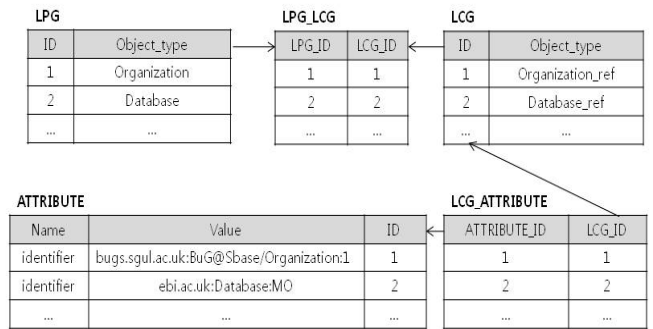 LPG LPG_LCG LCG
ID Object_type LPG_ID LCG_ID ID Object_type
1 Organization 1 1 1 Organization_ref
2 Database 2 2 2 Database_ref
... ... ... ... ... ...
ATTRIBUTE LCG_ATTRIBUTE
Name Value ID ATTRIBUTE_ID LCG_ID
identifier bugs.sgul.ac.uk:BuG@Sbase/Organization:1 1 1 1
identifier ebi.ac.uk:Database:MO 2 2 2
... ... ... ... ...